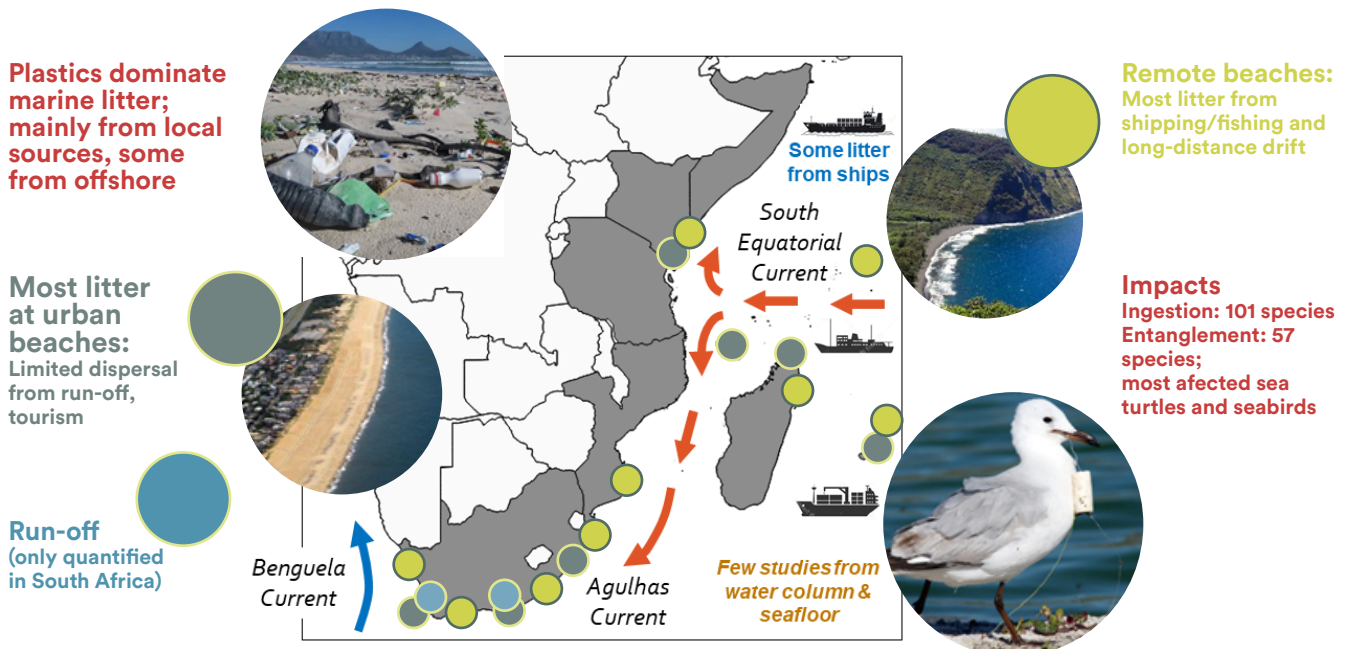 Plastics dominate
marine litter;
mainly from local
sources, some
from offshore
Most litter
at urban
beaches:
Limited dispersal
from run-off,
tourism
Run-off
(only quantified
in South Africa)
Some litter
from ships
South
Equatorial
Current
Benguela
Current
Agulhas
Current
Few studies from
water column &
seafloor
Remote beaches:
Most litter from
shipping/fishing and
long-distance drift
Impacts
Ingestion: 101 species
Entanglement: 57
species;
most afected sea
turtles and seabirds